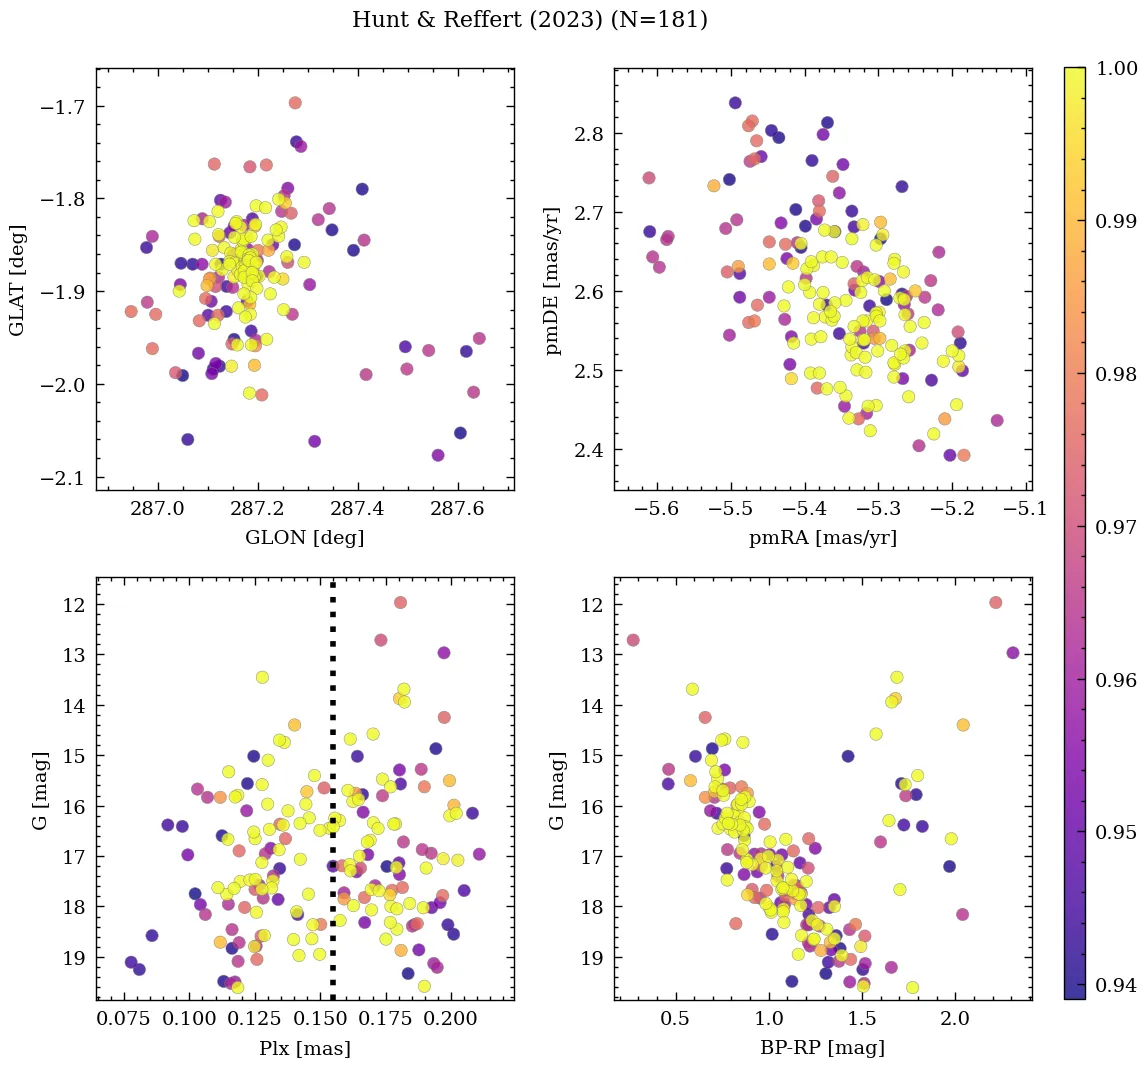 Hunt & Reffert (2023) (N=181)
−1.7
−1.8
−1.9
−2.0
−2.1
GLAT [deg]
287.0 287.2 287.4 287.6
GLON [deg]
2.8
2.7
2.6
2.5
2.4
pmDE [mas/yr]
−5.6 −5.5 −5.4 −5.3 −5.2 −5.1
pmRA [mas/yr]
12
13
14
15
16
17
18
19
G [mag]
0.075 0.100 0.125 0.150 0.175 0.200
Plx [mas]
12
13
14
15
16
17
18
19
G [mag]
0.5 1.0 1.5 2.0
BP-RP [mag]
1.00
0.99
0.98
0.97
0.96
0.95
0.94